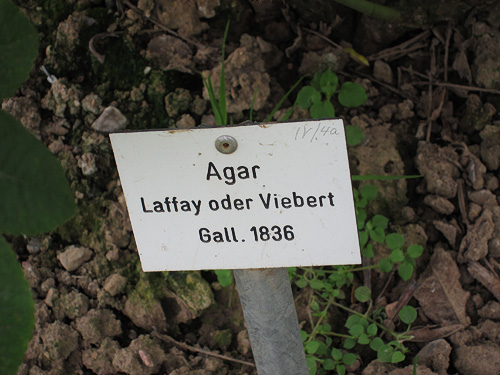 IV/4a
Agar
Laffay oder Viebert
Gall. 1836